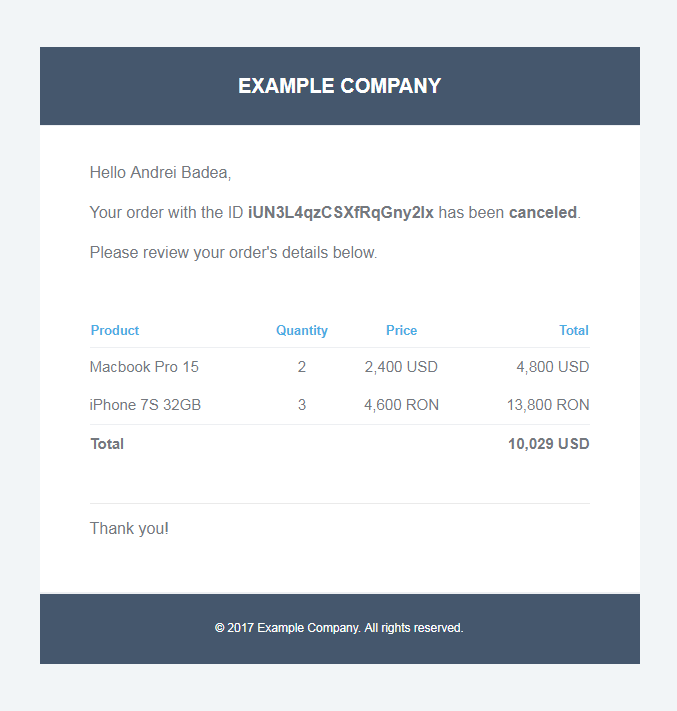 EXAMPLE COMPANY
Hello Andrei Badea,
Your order with the ID iUN3L4qzCSXfRqGny2Ix has been canceled.
Please review your order's details below.
Product Quantity Price Total
Macbook Pro 15 2 2,400 USD 4,800 USD
iPhone 7S 32GB 3 4,600 RON 13,800 RON
Total 10,029 USD
Thank you!
© 2017 Example Company. All rights reserved.